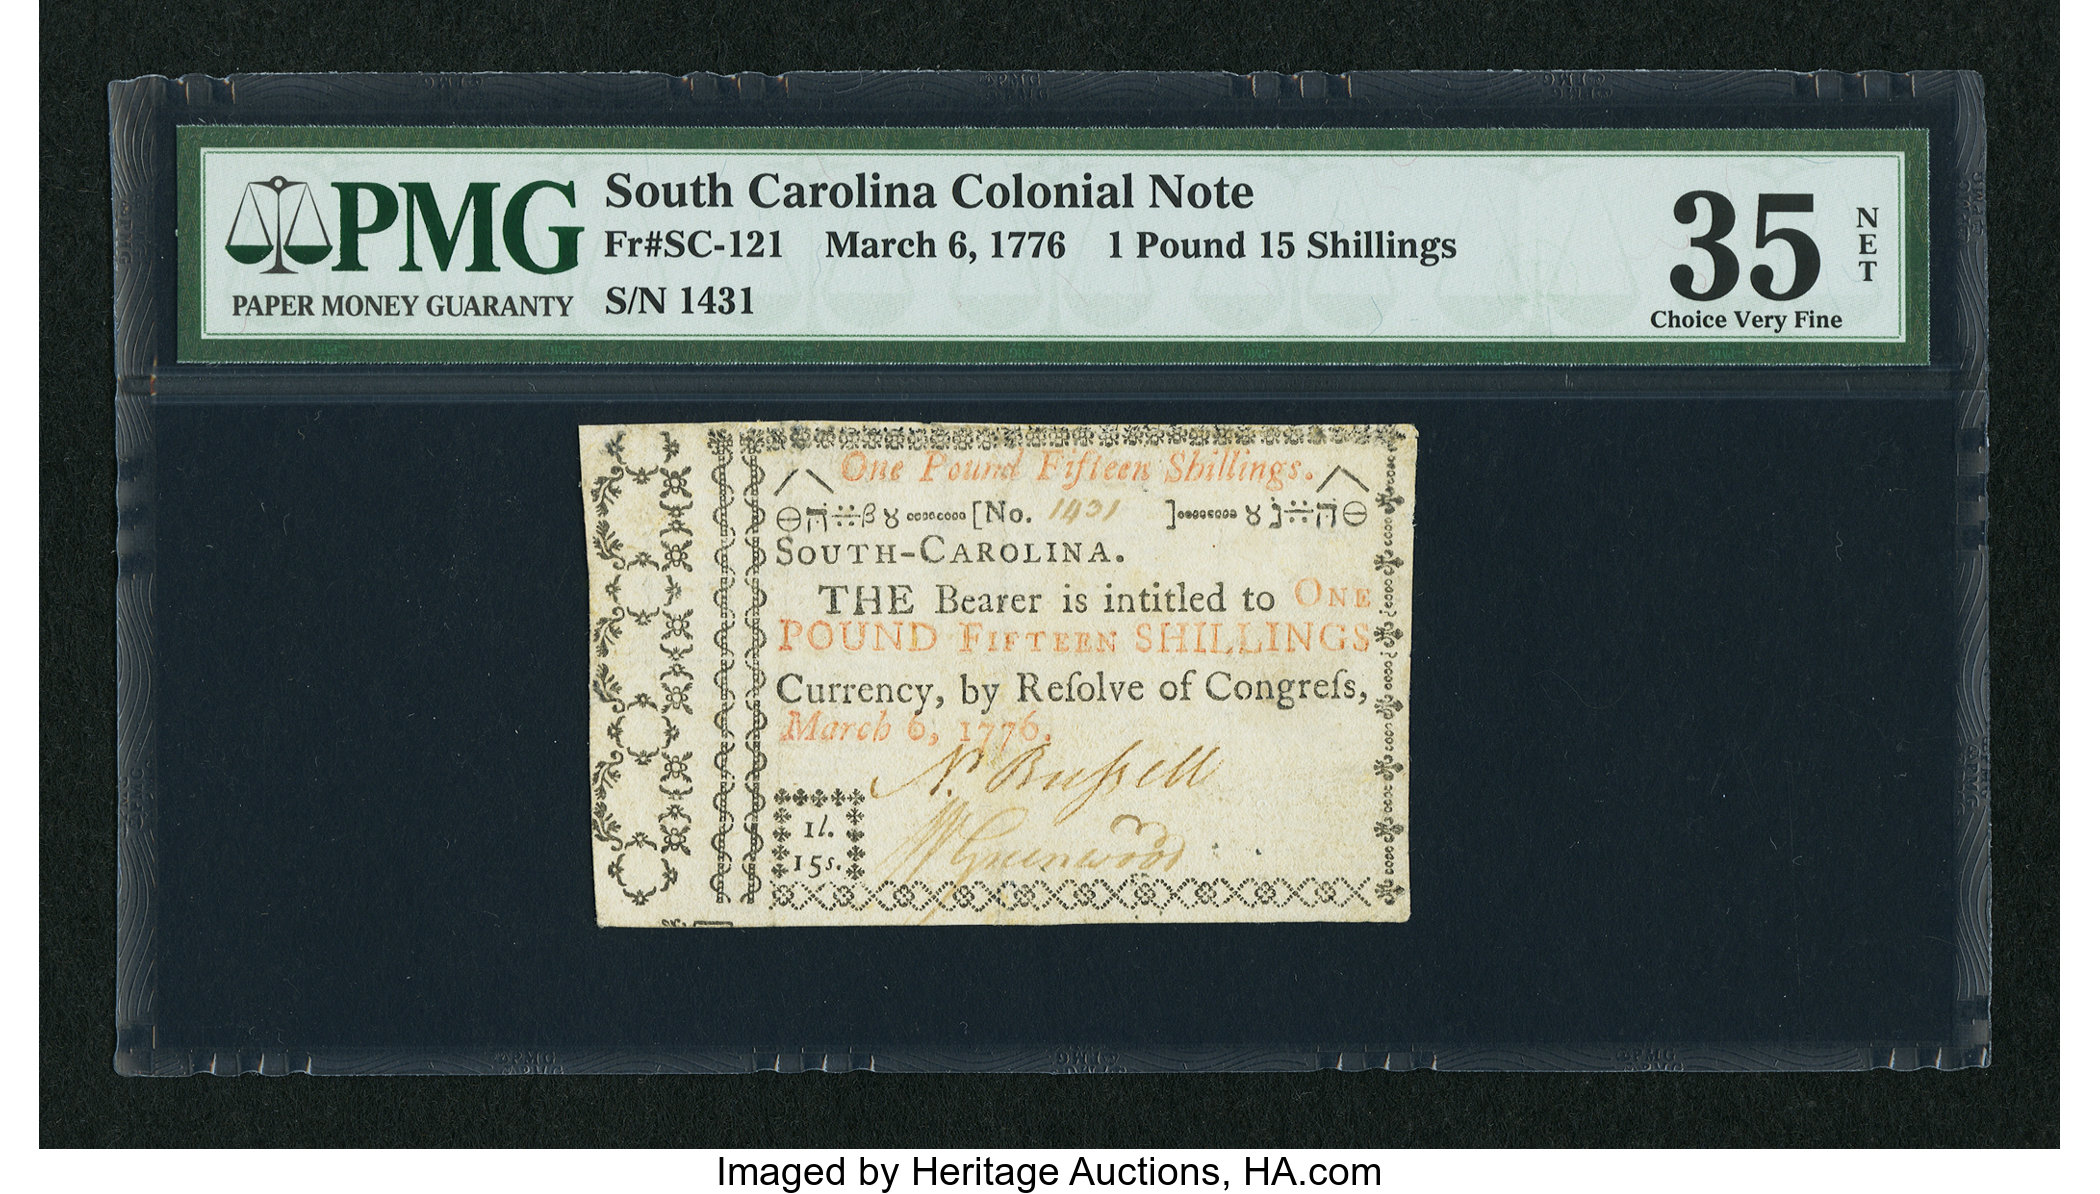 PMG
PAPER MONEY GUARANTY
South Carolina Colonial Note
Fr#SC-121 March 6, 1776 1 Pound 15 Shillings
S/N 1431
35
NET
Choice Very Fine
One Pound Fifteen Shillings.
[No. 1431 ]
SOUTH-CAROLINA.
THE Bearer is intitled to ONE
POUND FIFTEEN SHILLINGS
Currency, by Reſolve of Congreſs,
March 6, 1776.
1l.
15s.
Greenwood
Imaged by Heritage Auctions, HA.com